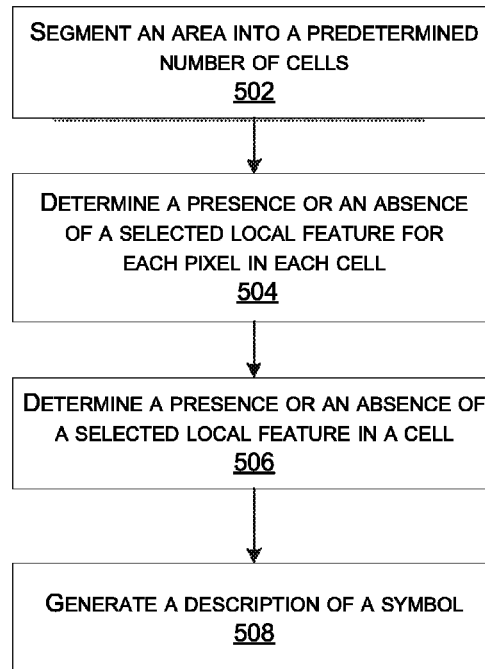 SEGMENT AN AREA INTO A PREDETERMINED
NUMBER OF CELLS
502
DETERMINE A PRESENCE OR AN ABSENCE
OF A SELECTED LOCAL FEATURE FOR
EACH PIXEL IN EACH CELL
504
DETERMINE A PRESENCE OR AN ABSENCE OF
A SELECTED LOCAL FEATURE IN A CELL
506
GENERATE A DESCRIPTION OF A SYMBOL
508